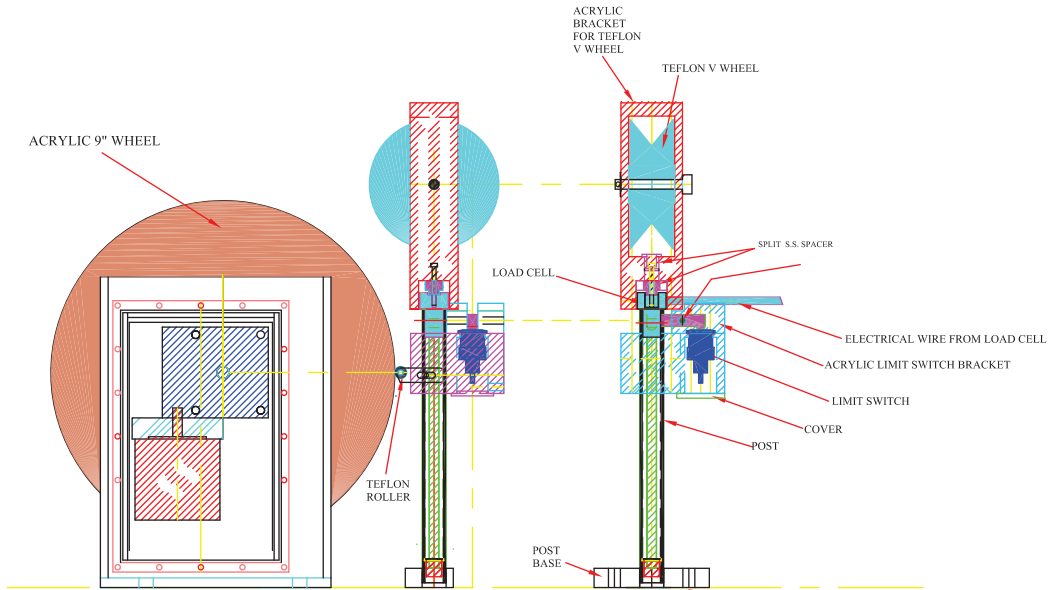 ACRYLIC
BRACKET
FOR TEFLON
V WHEEL
TEFLON V WHEEL
ACRYLIC 9" WHEEL
SPLIT S.S. SPACER
LOAD CELL
ELECTRICAL WIRE FROM LOAD CELL
ACRYLIC LIMIT SWITCH BRACKET
LIMIT SWITCH
COVER
POST
TEFLON
ROLLER
POST
BASE